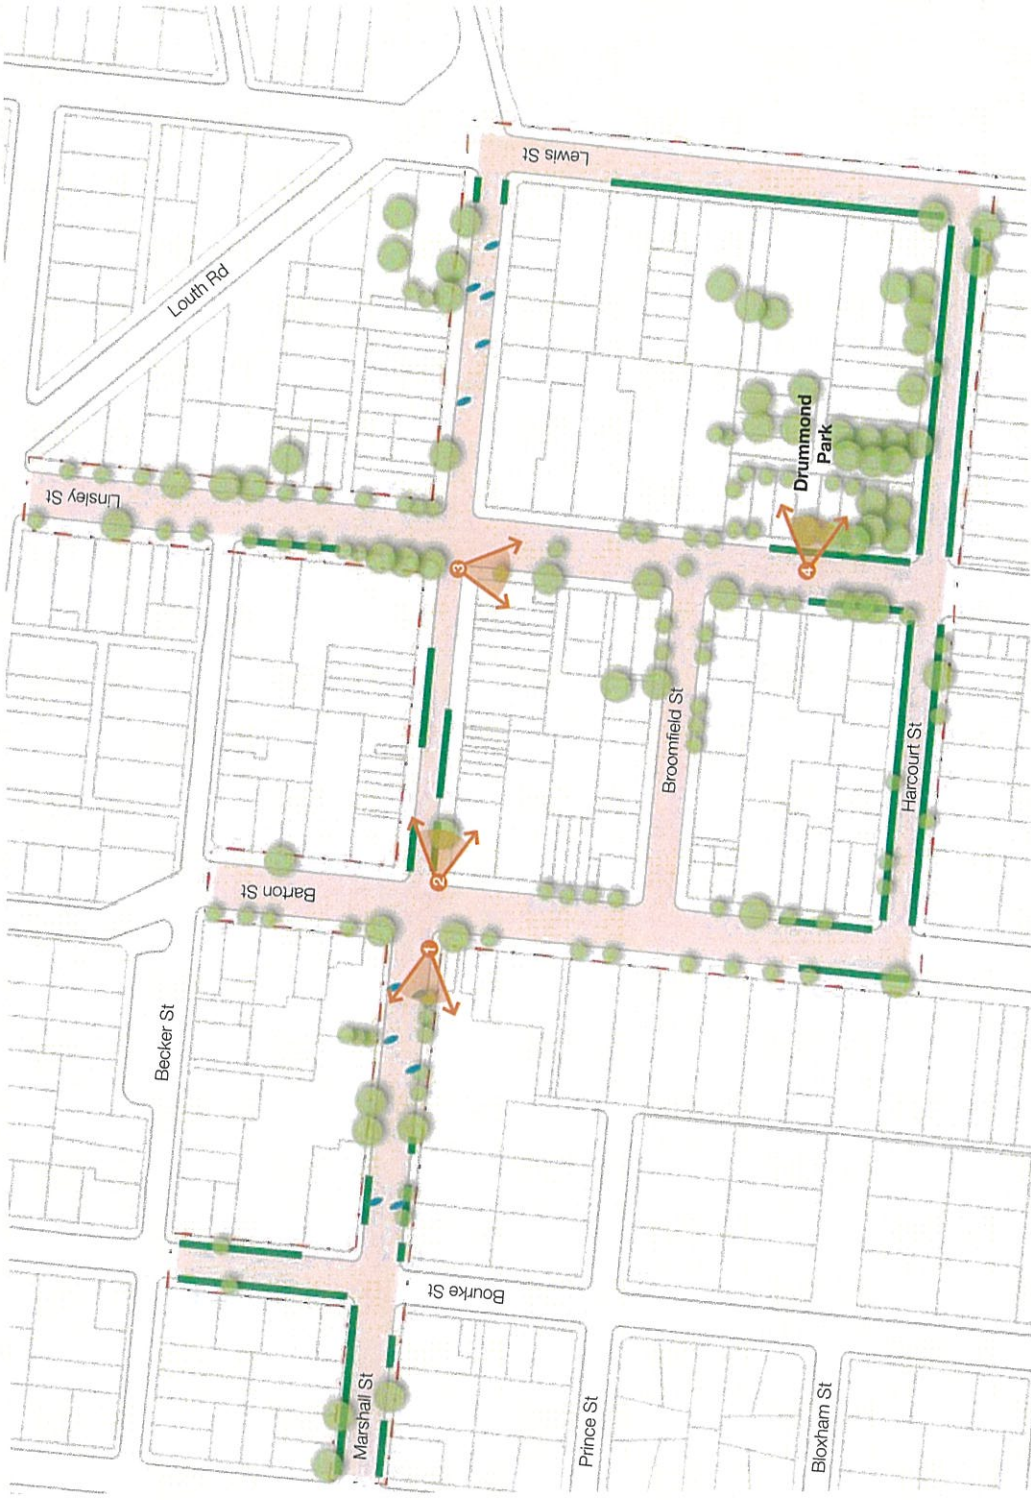 Lewis St
Louth Rd
Linsley St
Drummond
Park
3
4
Broomfield St
Harcourt St
2
Barton St
1
Becker St
Bourke St
Marshall St
Prince St
Bloxham St